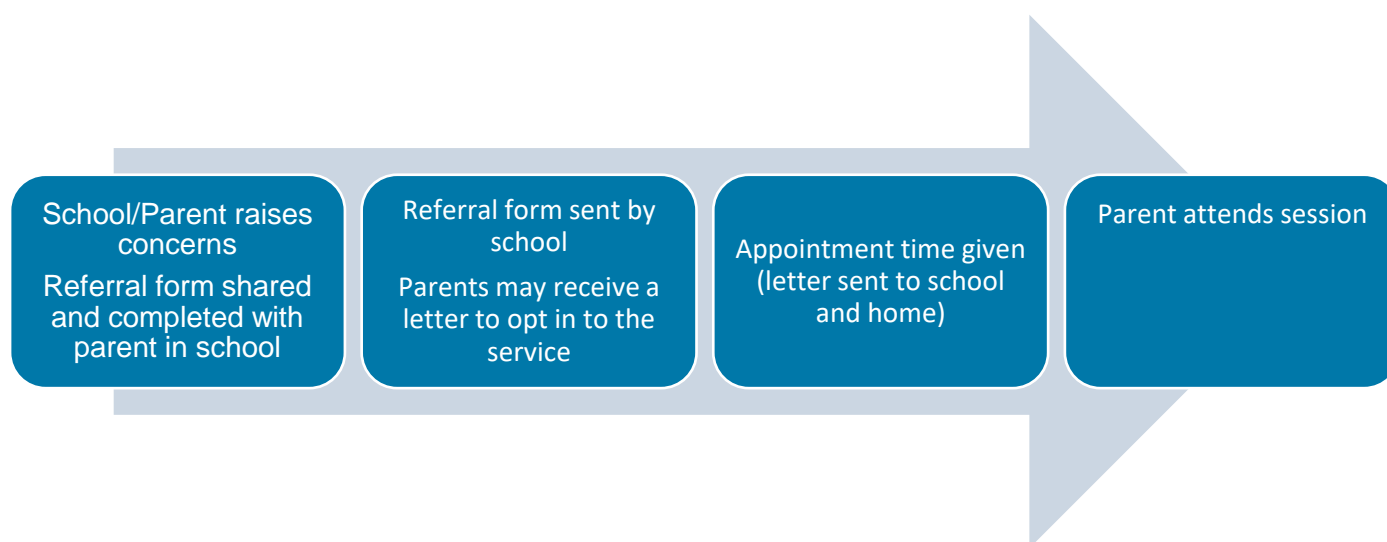 School/Parent raises
concerns
Referral form shared
and completed with
parent in school
Referral form sent by
school
Parents may receive a
letter to opt in to the
service
Appointment time given
(letter sent to school
and home)
Parent attends session